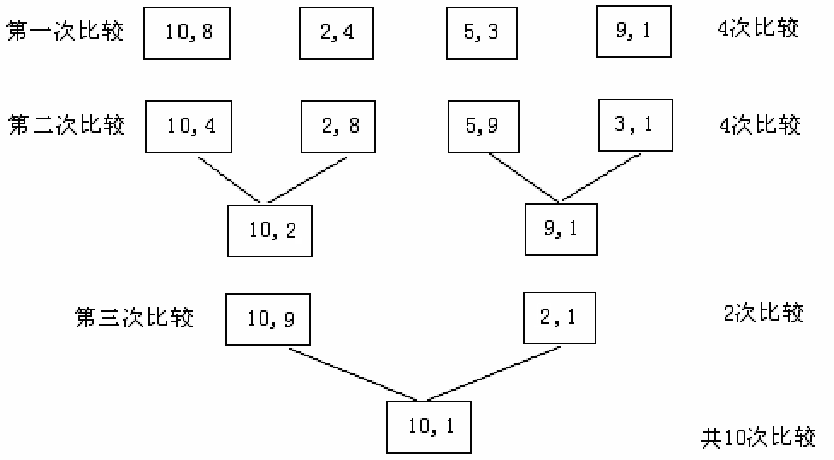 第一次比较 10,8 2,4 5,3 9,1 4次比较
第二次比较 10,4 2,8 5,9 3,1 4次比较
10,2 9,1
第三次比较 10,9 2,1 2次比较
10,1
共10次比较